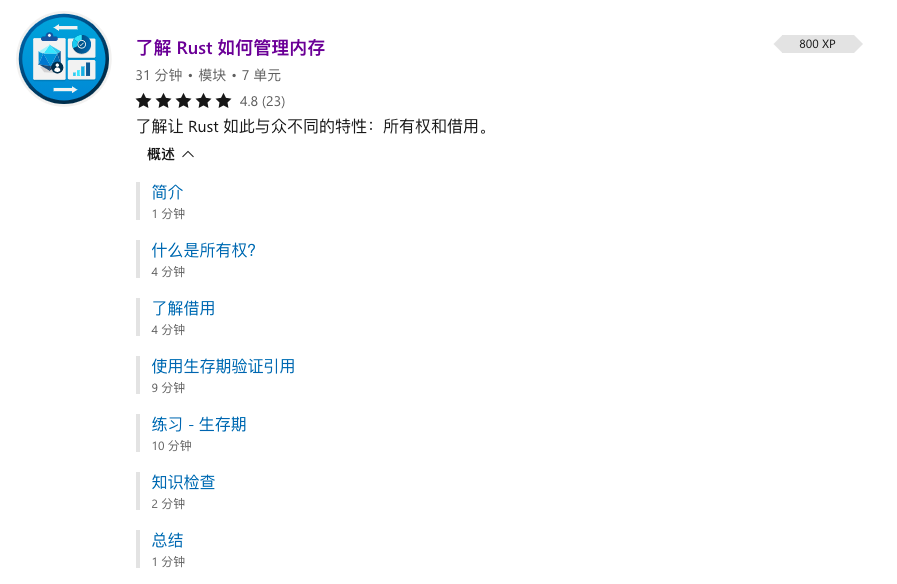 了解 Rust 如何管理内存
800 XP
31 分钟 • 模块 • 7 单元
4.8 (23)
了解让 Rust 如此与众不同的特性：所有权和借用。
概述
简介
1 分钟
什么是所有权?
4 分钟
了解借用
4 分钟
使用生存期验证引用
9 分钟
练习 - 生存期
10 分钟
知识检查
2 分钟
总结
1 分钟